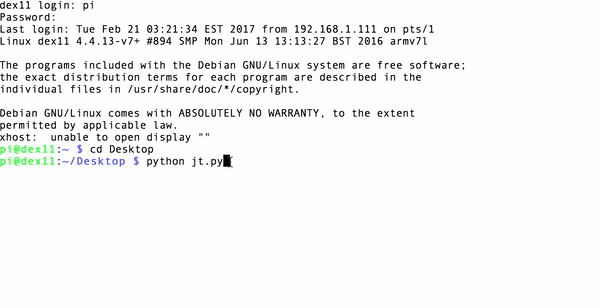 dex11 login: pi
Password:
Last login: Tue Feb 21 03:21:34 EST 2017 from 192.168.1.111 on pts/1
Linux dex11 4.4.13-v7+ #894 SMP Mon Jun 13 13:13:27 BST 2016 armv7l

The programs included with the Debian GNU/Linux system are free software;
the exact distribution terms for each program are described in the
individual files in /usr/share/doc/*/copyright.

Debian GNU/Linux comes with ABSOLUTELY NO WARRANTY, to the extent
permitted by applicable law.
xhost:  unable to open display ""
pi@dex11:~ $ cd Desktop
pi@dex11:~/Desktop $ python jt.py